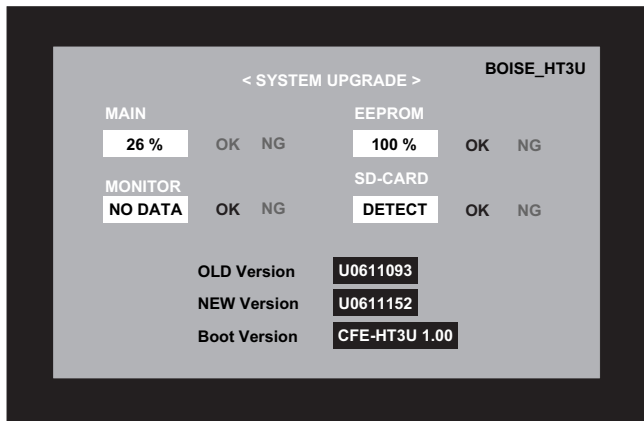 BOISE_HT3U
< SYSTEM UPGRADE >
MAIN EEPROM
26 % OK NG 100 % OK NG
MONITOR SD-CARD
NO DATA OK NG DETECT OK NG
OLD Version U0611093
NEW Version U0611152
Boot Version CFE-HT3U 1.00